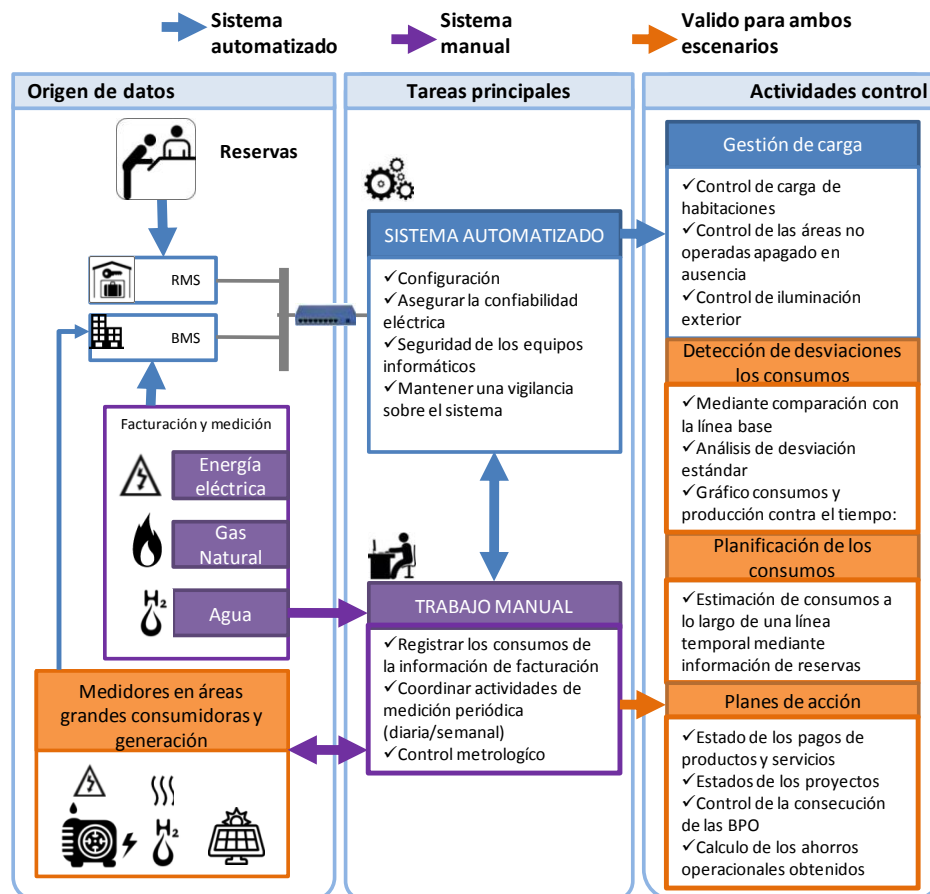 Sistema
automatizado
Sistema
manual
Valido para ambos
escenarios
Origen de datos
Reservas
RMS
BMS
Facturación y medición
Energía
eléctrica
Gas
Natural
H₂
Agua
Medidores en áreas
grandes consumidoras y
generación
H₂
Tareas principales
SISTEMA AUTOMATIZADO
✓Configuración
✓Asegurar la confiabilidad
eléctrica
✓Seguridad de los equipos
informáticos
✓Mantener una vigilancia
sobre el sistema
TRABAJO MANUAL
✓Registrar los consumos de
la información de facturación
✓Coordinar actividades de
medición periódica
(diaria/semanal)
✓Control metrologíco
Actividades control
Gestión de carga
✓Control de carga de
habitaciones
✓Control de las áreas no
operadas apagado en
ausencia
✓Control de iluminación
exterior
Detección de desviaciones
los consumos
✓Mediante comparación con
la línea base
✓Análisis de desviación
estándar
✓Gráfico consumos y
producción contra el tiempo:
Planificación de los
consumos
✓Estimación de consumos a
lo largo de una línea
temporal mediante
información de reservas
Planes de acción
✓Estado de los pagos de
productos y servicios
✓Estados de los proyectos
✓Control de la consecución
de las BPO
✓Calculo de los ahorros
operacionales obtenidos